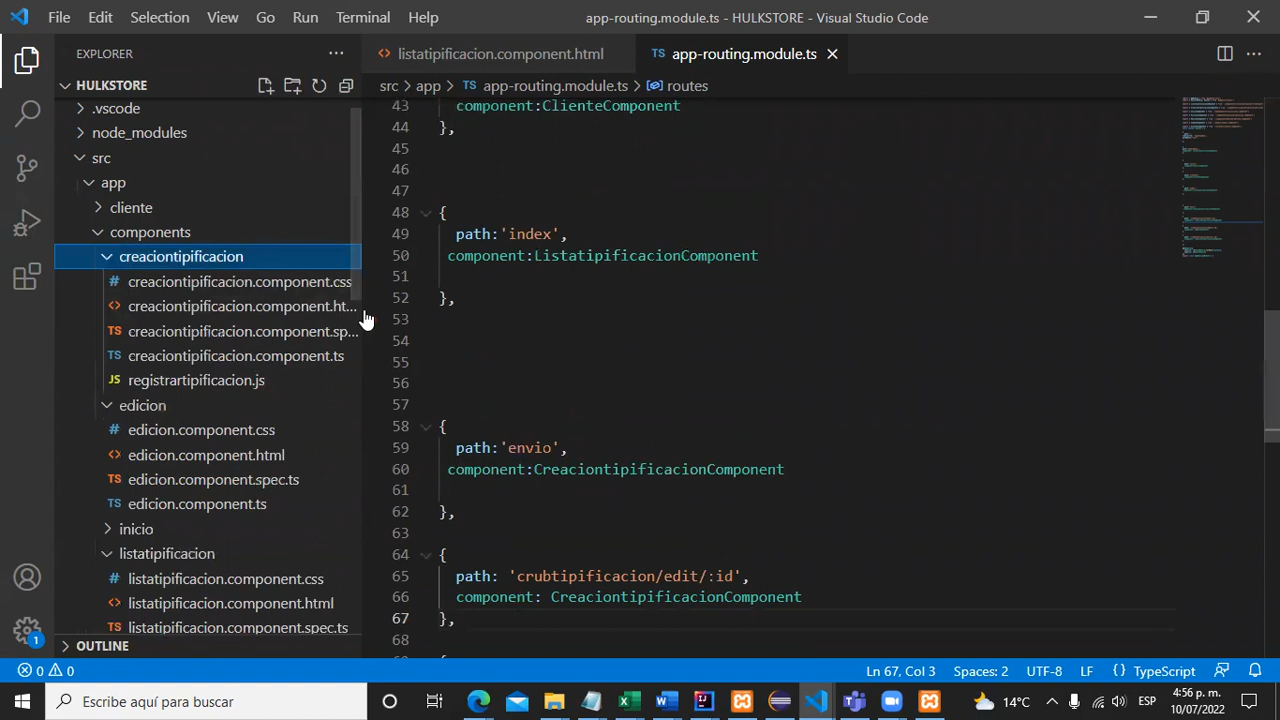 File Edit Selection View Go Run Terminal Help
app-routing.module.ts - HULKSTORE - Visual Studio Code
EXPLORER
HULKSTORE
.vscode
node_modules
src
app
cliente
components
creaciontipificacion
creaciontipificacion.component.css
creaciontipificacion.component.ht...
creaciontipificacion.component.sp...
creaciontipificacion.component.ts
registrartipificacion.js
edicion
edicion.component.css
edicion.component.html
edicion.component.spec.ts
edicion.component.ts
inicio
listatipificacion
listatipificacion.component.css
listatipificacion.component.html
listatipificacion.component.spec.ts
OUTLINE
listatipificacion.component.html
app-routing.module.ts
src > app > app-routing.module.ts > routes
43 component:ClienteComponent
44 },
45
46
47
48 {
49 path:'index',
50 component:ListatipificacionComponent
51
52 },
53
54
55
56
57
58 {
59 path:'envio',
60 component:CreaciontipificacionComponent
61
62 },
63
64 {
65 path: 'crubtipificacion/edit/:id',
66 component: CreaciontipificacionComponent
67 },
68
0 0
Ln 67, Col 3 Spaces: 2 UTF-8 LF {} TypeScript
1
Escribe aquí para buscar
14°C
ESP
4:56 p. m.
10/07/2022